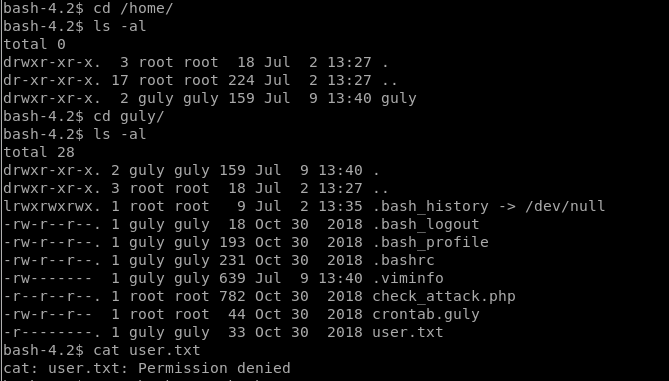 bash-4.2$ cd /home/
bash-4.2$ ls -al
total 0
drwxr-xr-x.  3 root root  18 Jul  2 13:27 .
dr-xr-xr-x. 17 root root 224 Jul  2 13:27 ..
drwxr-xr-x.  2 guly guly 159 Jul  9 13:40 guly
bash-4.2$ cd guly/
bash-4.2$ ls -al
total 28
drwxr-xr-x. 2 guly guly 159 Jul  9 13:40 .
drwxr-xr-x. 3 root root  18 Jul  2 13:27 ..
lrwxrwxrwx. 1 root root   9 Jul  2 13:35 .bash_history -> /dev/null
-rw-r--r--. 1 guly guly  18 Oct 30  2018 .bash_logout
-rw-r--r--. 1 guly guly 193 Oct 30  2018 .bash_profile
-rw-r--r--. 1 guly guly 231 Oct 30  2018 .bashrc
-rw-------  1 guly guly 639 Jul  9 13:40 .viminfo
-r--r--r--. 1 root root 782 Oct 30  2018 check_attack.php
-rw-r--r--  1 root root  44 Oct 30  2018 crontab.guly
-r--------. 1 guly guly  33 Oct 30  2018 user.txt
bash-4.2$ cat user.txt
cat: user.txt: Permission denied